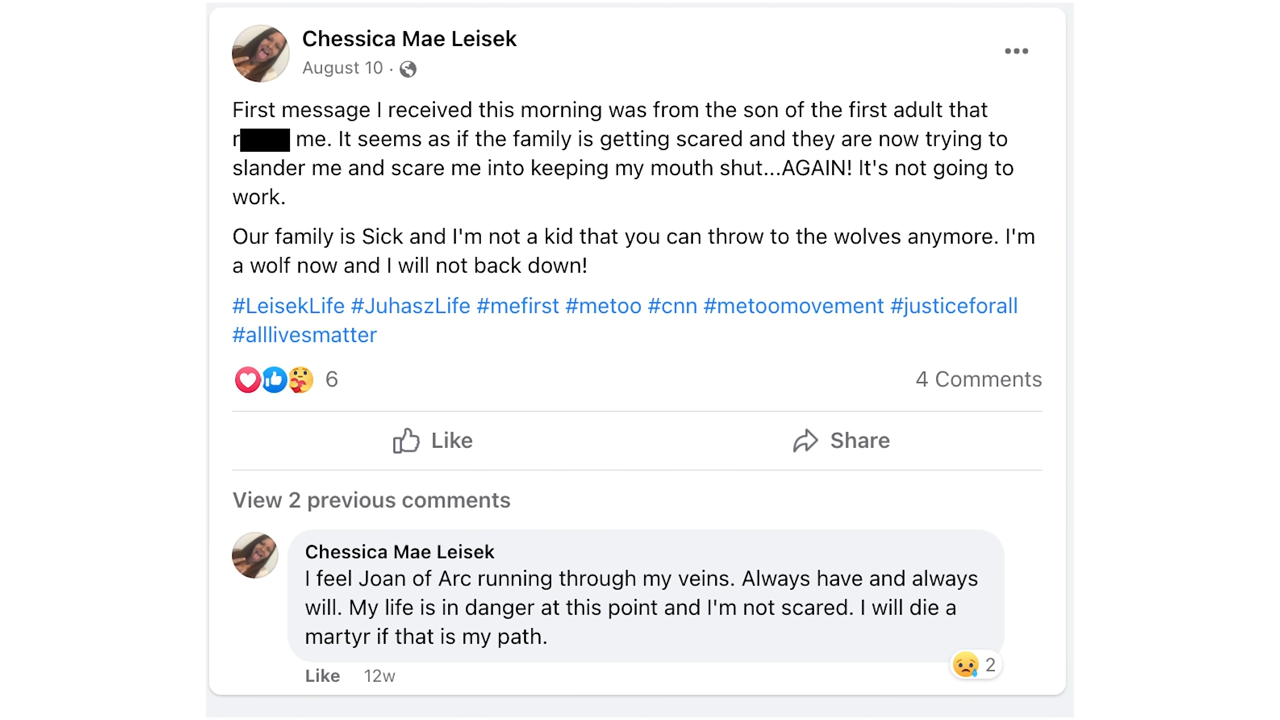 Chessica Mae Leisek
August 10 ·
First message I received this morning was from the son of the first adult that
r me. It seems as if the family is getting scared and they are now trying to
slander me and scare me into keeping my mouth shut...AGAIN! It's not going to
work.
Our family is Sick and I'm not a kid that you can throw to the wolves anymore. I'm
a wolf now and I will not back down!
#LeisekLife #JuhaszLife #mefirst #metoo #cnn #metoomovement #justiceforall
#alllivesmatter
6
4 Comments
Like
Share
View 2 previous comments
Chessica Mae Leisek
I feel Joan of Arc running through my veins. Always have and always
will. My life is in danger at this point and I'm not scared. I will die a
martyr if that is my path.
2
Like 12w